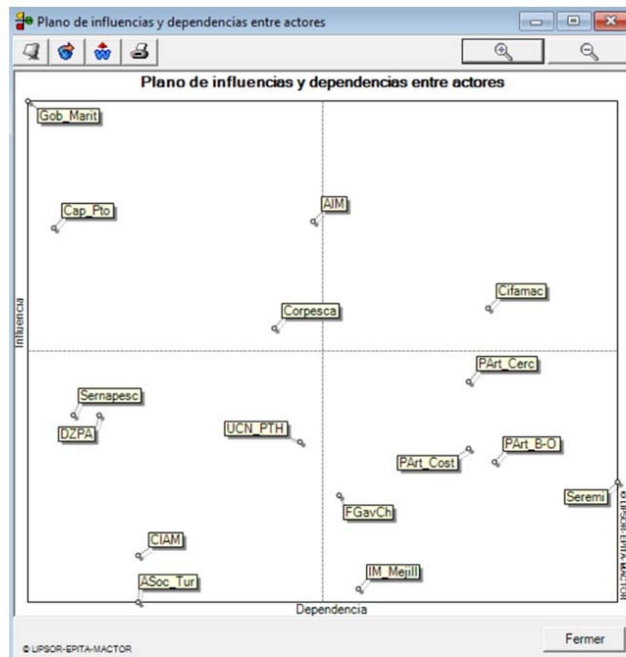 Plano de influencias y dependencias entre actores
Plano de influencias y dependencias entre actores
Gob_Marit
Cap_Pto
AIM
Cifamac
Corpesca
Influencia
PArt_Cerc
Sernapesc
DZPA
UCN_PTH
PArt_B-O
PArt_Cost
Seremi
FGavCh
CIAM
IM_Mejill
ASoc_Tur
© LIPSOR-EPITA-MACTOR
Dependencia
Fermer
© LIPSOR-EPITA-MACTOR